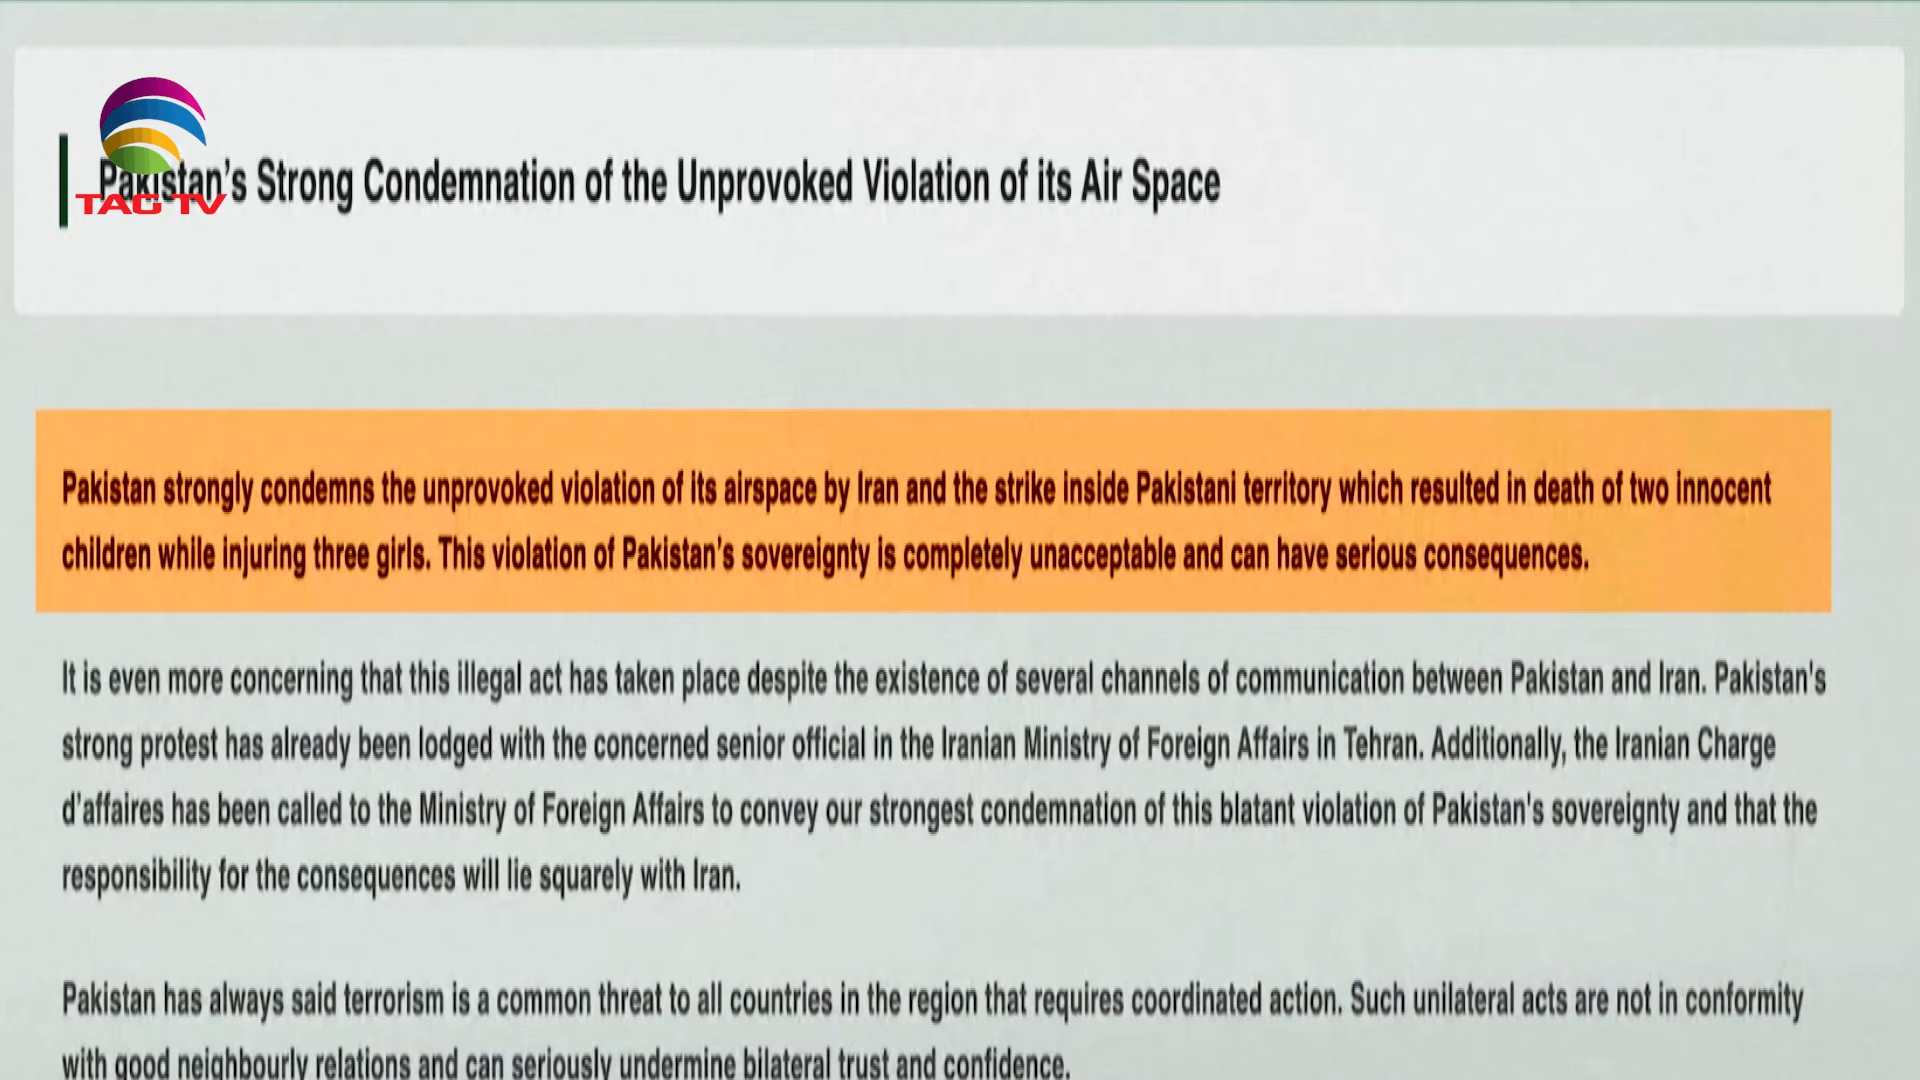 TAG TV
Pakistan’s Strong Condemnation of the Unprovoked Violation of its Air Space
Pakistan strongly condemns the unprovoked violation of its airspace by Iran and the strike inside Pakistani territory which resulted in death of two innocent
children while injuring three girls. This violation of Pakistan’s sovereignty is completely unacceptable and can have serious consequences.
It is even more concerning that this illegal act has taken place despite the existence of several channels of communication between Pakistan and Iran. Pakistan's
strong protest has already been lodged with the concerned senior official in the Iranian Ministry of Foreign Affairs in Tehran. Additionally, the Iranian Charge
d’affaires has been called to the Ministry of Foreign Affairs to convey our strongest condemnation of this blatant violation of Pakistan's sovereignty and that the
responsibility for the consequences will lie squarely with Iran.
Pakistan has always said terrorism is a common threat to all countries in the region that requires coordinated action. Such unilateral acts are not in conformity
with good neighbourly relations and can seriously undermine bilateral trust and confidence.